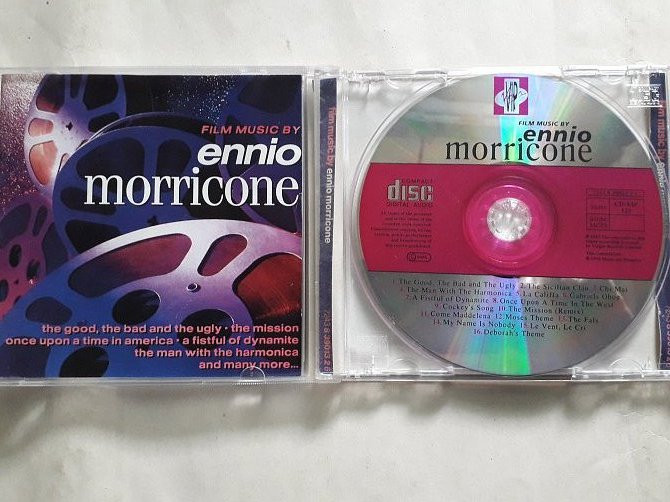 FILM MUSIC BY
ennio
morricone
the good, the bad and the ugly · the mission
once upon a time in america · a fistful of dynamite
the man with the harmonica
and many more...
film music by ennio morricone
VIP
FILM MUSIC BY
ennio
morricone
COMPACT
disc
DIGITAL AUDIO
1. The Good, The Bad and The Ugly 2. The Sicilian Clan 3. Chi Mai
4. The Man With The Harmonica 5. La Califfa 6. Gabriels Oboe
7. A Fistful of Dynamite 8. Once Upon A Time In The West
9. Cockey's Song 10. The Mission (Remix)
11. Come Maddelena 12. Moses Theme 13. The Falls
14. My Name Is Nobody 15. Le Vent, Le Cri
16. Deborah's Theme